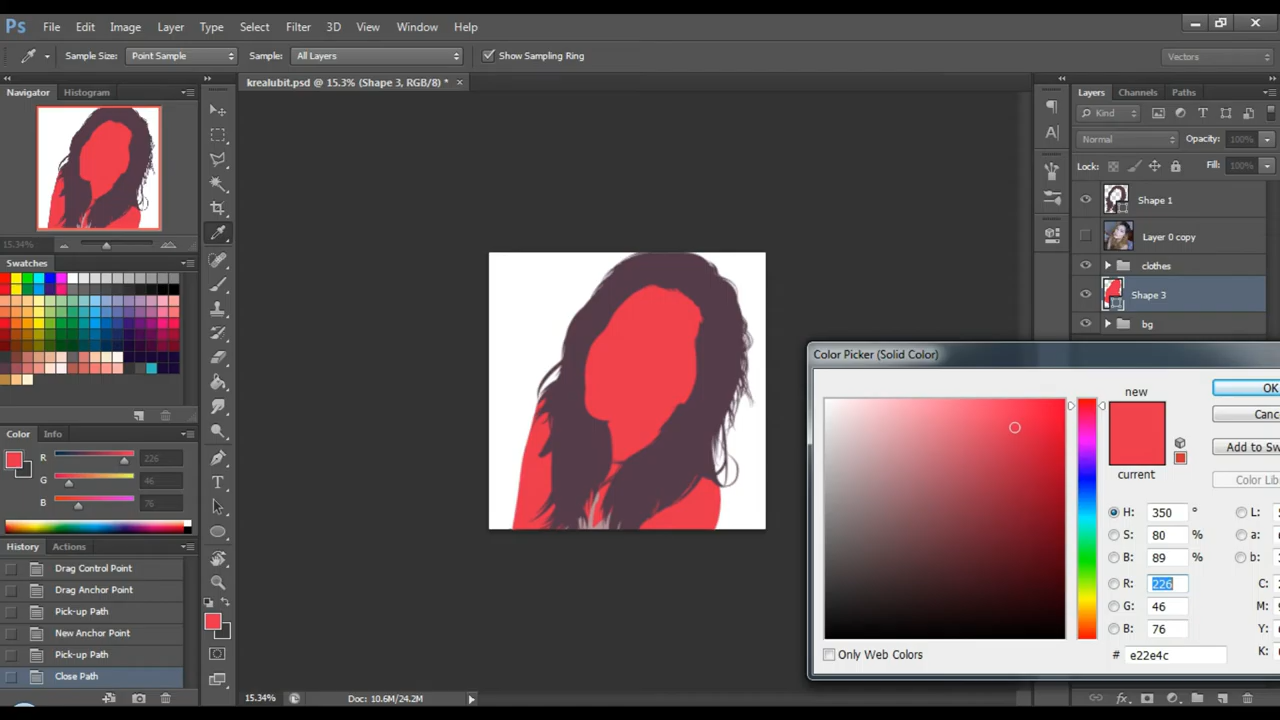 Ps File Edit Image Layer Type Select Filter 3D View Window Help
Sample Size: Point Sample Sample: All Layers Show Sampling Ring Vectors
Navigator Histogram
krealubit.psd @ 15.3% (Shape 3, RGB/8) *
Layers Channels Paths
Kind
Normal Opacity: 100%
Lock: Fill: 100%
Shape 1
Layer 0 copy
clothes
Shape 3
bg
15.34%
Swatches
Color Info
R 226
G 46
B 76
History Actions
Drag Control Point
Drag Anchor Point
Pick-up Path
New Anchor Point
Pick-up Path
Close Path
15.34% Doc: 10.6M/24.2M
Color Picker (Solid Color)
new
current
OK
Canc
Add to Sw
Color Lib
H: 350 °
S: 80 %
B: 89 %
R: 226
G: 46
B: 76
# e22e4c
L:
a:
b:
C:
M:
Y:
K:
Only Web Colors